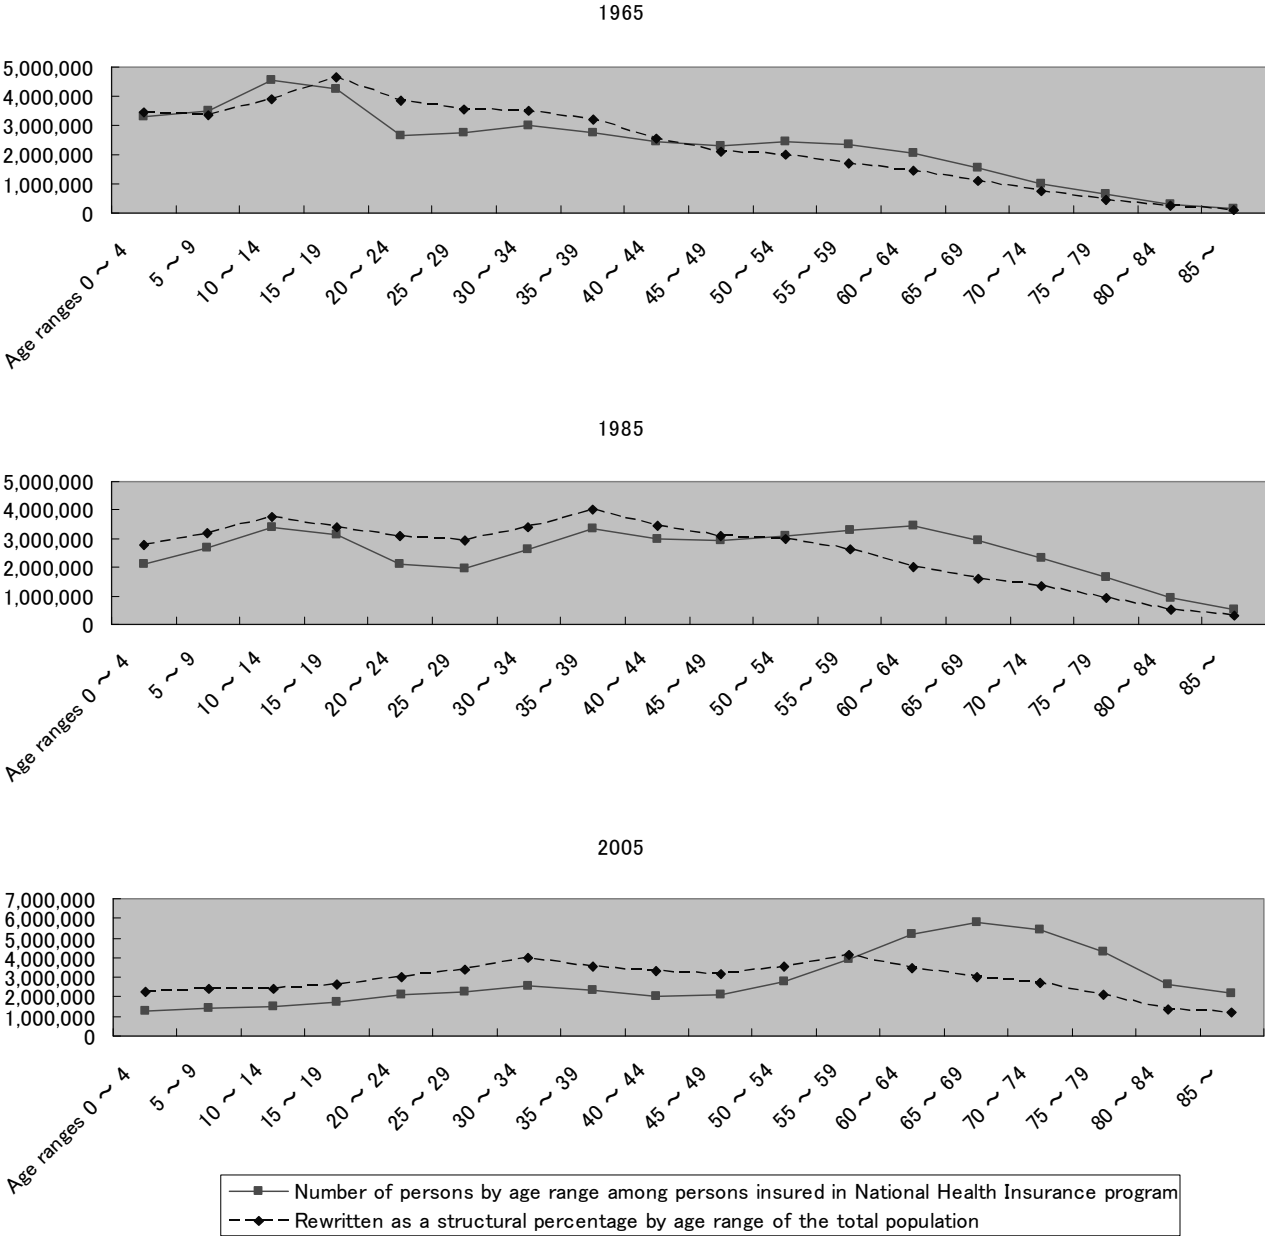 1965
5,000,000
4,000,000
3,000,000
2,000,000
1,000,000
0
Age ranges 0 ～ 4
5 ～ 9
10 ～ 14
15 ～ 19
20 ～ 24
25 ～ 29
30 ～ 34
35 ～ 39
40 ～ 44
45 ～ 49
50 ～ 54
55 ～ 59
60 ～ 64
65 ～ 69
70 ～ 74
75 ～ 79
80 ～ 84
85 ～
1985
5,000,000
4,000,000
3,000,000
2,000,000
1,000,000
0
Age ranges 0 ～ 4
5 ～ 9
10 ～ 14
15 ～ 19
20 ～ 24
25 ～ 29
30 ～ 34
35 ～ 39
40 ～ 44
45 ～ 49
50 ～ 54
55 ～ 59
60 ～ 64
65 ～ 69
70 ～ 74
75 ～ 79
80 ～ 84
85 ～
2005
7,000,000
6,000,000
5,000,000
4,000,000
3,000,000
2,000,000
1,000,000
0
Age ranges 0 ～ 4
5 ～ 9
10 ～ 14
15 ～ 19
20 ～ 24
25 ～ 29
30 ～ 34
35 ～ 39
40 ～ 44
45 ～ 49
50 ～ 54
55 ～ 59
60 ～ 64
65 ～ 69
70 ～ 74
75 ～ 79
80 ～ 84
85 ～
Number of persons by age range among persons insured in National Health Insurance program
Rewritten as a structural percentage by age range of the total population